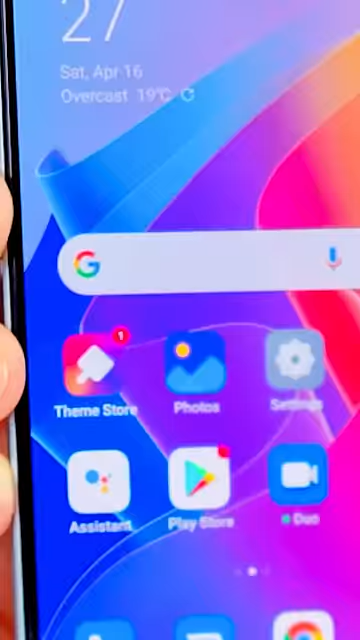 27
Sat, Apr 16
Overcast 19°C
G
1
Theme Store
Photos
Settings
Assistant
Play Store
Duo